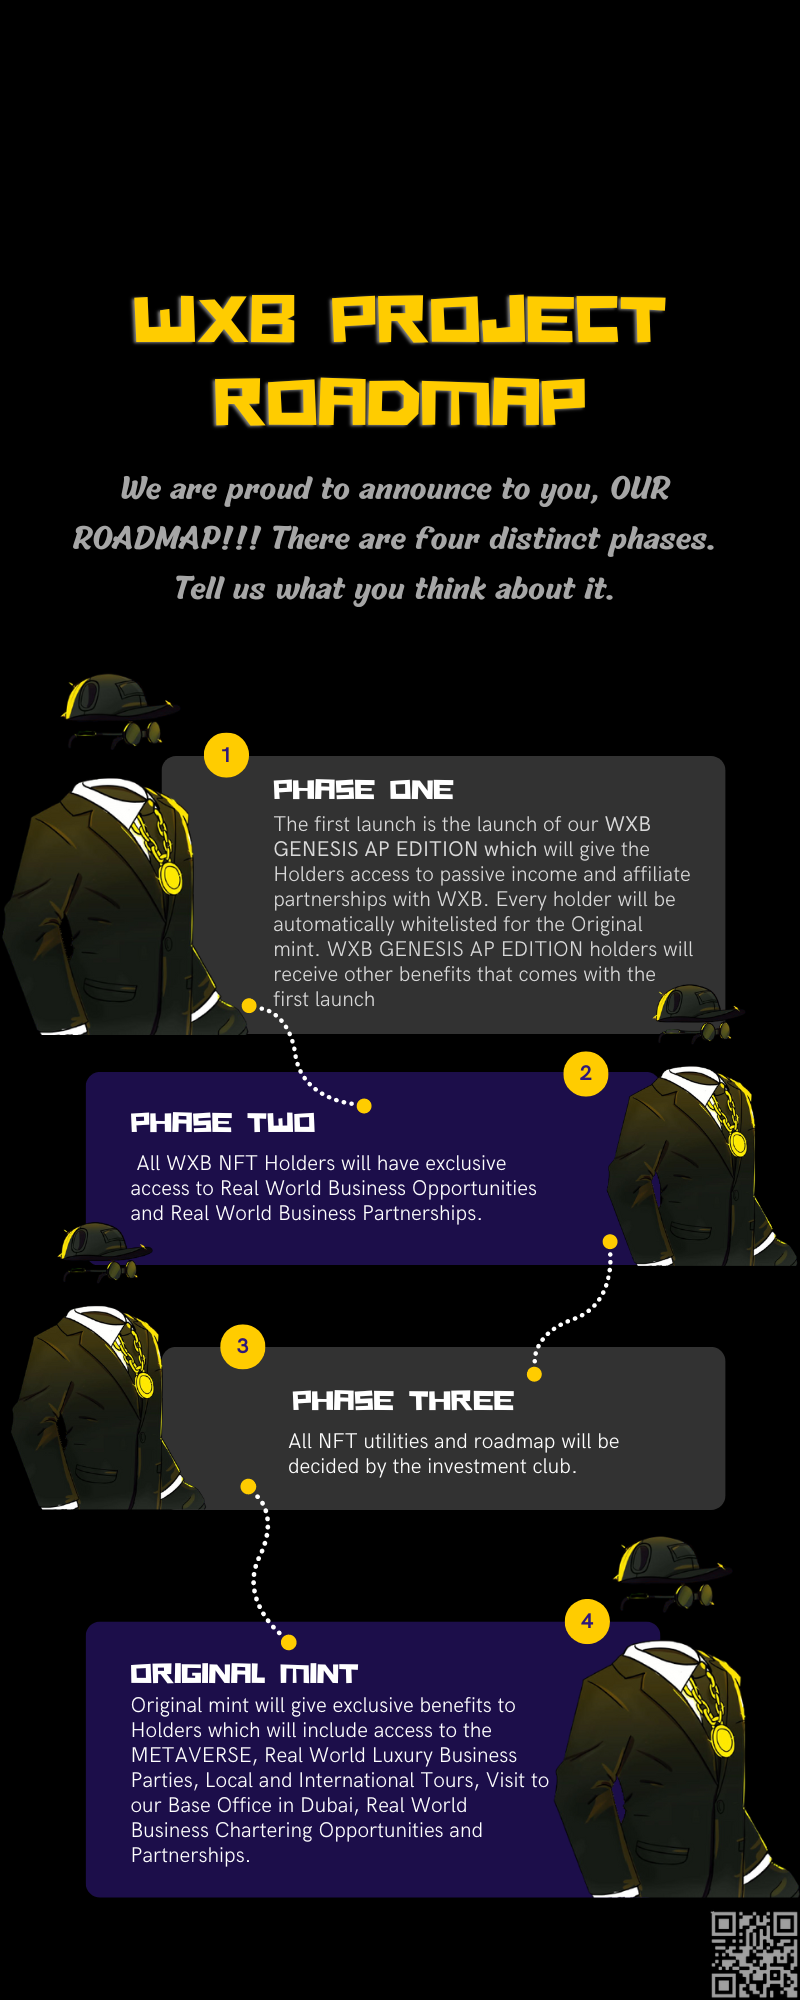 WXB PROJECT
ROADMAP
We are proud to announce to you, OUR
ROADMAP!!! There are four distinct phases.
Tell us what you think about it.
1
PHASE ONE
The first launch is the launch of our WXB
GENESIS AP EDITION which will give the
Holders access to passive income and affiliate
partnerships with WXB. Every holder will be
automatically whitelisted for the Original
mint. WXB GENESIS AP EDITION holders will
receive other benefits that comes with the
first launch
2
PHASE TWO
All WXB NFT Holders will have exclusive
access to Real World Business Opportunities
and Real World Business Partnerships.
3
PHASE THREE
All NFT utilities and roadmap will be
decided by the investment club.
4
ORIGINAL MINT
Original mint will give exclusive benefits to
Holders which will include access to the
METAVERSE, Real World Luxury Business
Parties, Local and International Tours, Visit to
our Base Office in Dubai, Real World
Business Chartering Opportunities and
Partnerships.